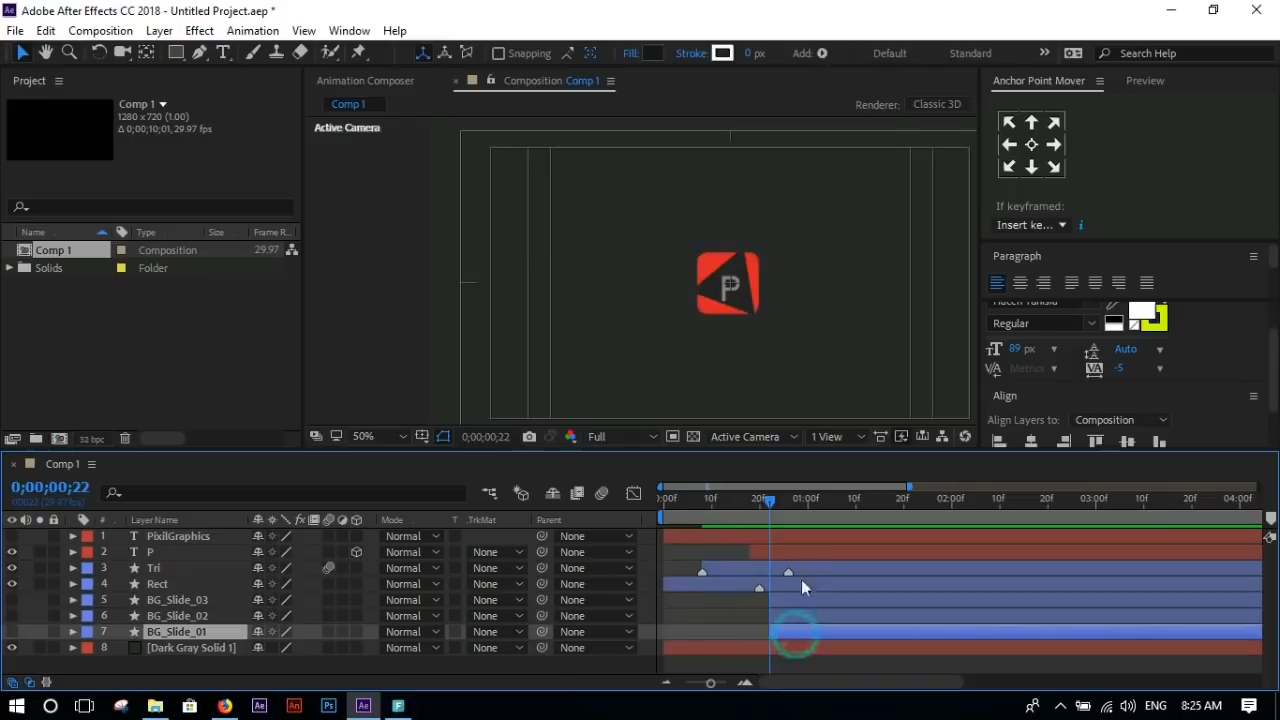 Adobe After Effects CC 2018 - Untitled Project.aep *
File Edit Composition Layer Effect Animation View Window Help
Snapping Fill: Stroke: 0 px Add: Default Standard Search Help
Project Animation Composer Composition Comp 1 Anchor Point Mover Preview
Comp 1 1280 x 720 (1.00) Δ 0;00;10;01, 29.97 fps
Comp 1 Renderer: Classic 3D
Active Camera
P
If keyframed:
Insert ke... i
Name Type Size Frame R...
Comp 1 Composition 29.97
Solids Folder
Paragraph
Regular
89 px Auto
Metrics -5
Align
Align Layers to: Composition
32 bpc 50% 0;00;00;22 Full Active Camera 1 View
Comp 1
0;00;00;22
00022 (29.97 fps)
:00f 10f 20f 01:00f 10f 20f 02:00f 10f 20f 03:00f 10f 20f 04:00f
# Layer Name Mode T .TrkMat Parent
1 T PixilGraphics Normal None
2 T P Normal None None
3 Tri Normal None None
4 Rect Normal None None
5 BG_Slide_03 Normal None None
6 BG_Slide_02 Normal None None
7 BG_Slide_01 Normal None None
8 [Dark Gray Solid 1] Normal None None
Ae An Ps Ae F ENG 8:25 AM